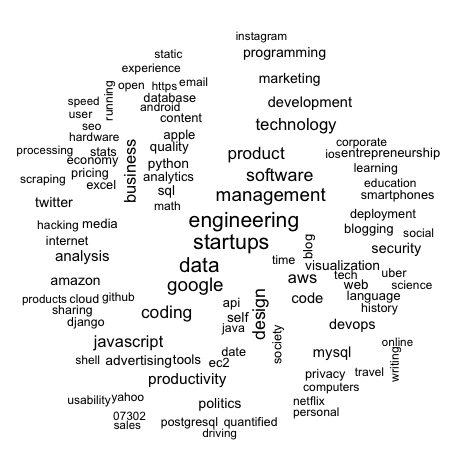 instagram
static
programming
experience
marketing
open https email
running
speed
database
android
development
user
content
seo
technology
hardware
apple
processing stats
quality
business
corporate
economy
product
ios entrepreneurship
python
pricing
analytics
software
learning
scraping
excel
sql
management
education
smartphones
twitter
math
engineering
deployment
hacking media
blogging social
internet
startups
blog
security
analysis
data
time
visualization
amazon
google
aws
tech
uber
web
science
products cloud github
code
language
sharing
coding
api
design
history
django
self
java
devops
javascript
society
online
shell advertising tools
date
mysql
writing
ec2
productivity
privacy travel
computers
usability yahoo
politics
netflix
07302
personal
sales
postgresql quantified
driving